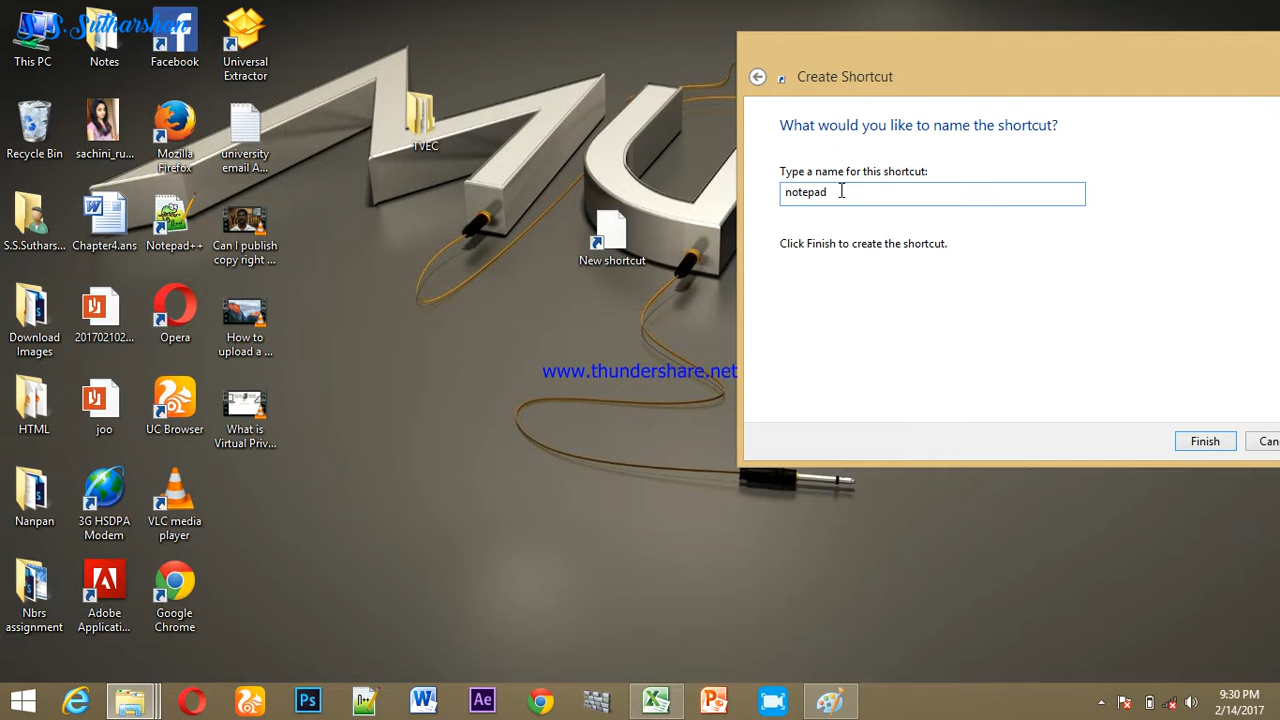 S.S.Sutharshan
This PC
Notes
Facebook
Universal
Extractor
Recycle Bin
sachini_ru...
Mozilla
Firefox
university
email A...
TVEC
S.S.Suthars...
Chapter4.ans
Notepad++
Can I publish
copy right ...
New shortcut
Download
Images
201702102...
Opera
How to
upload a ...
HTML
joo
UC Browser
What is
Virtual Priv...
Nanpan
3G HSDPA
Modem
VLC media
player
Nbrs
assignment
Adobe
Applicati...
Google
Chrome
www.thundershare.net
Create Shortcut
What would you like to name the shortcut?
Type a name for this shortcut:
notepad
Click Finish to create the shortcut.
Finish
Can
9:30 PM
2/14/2017